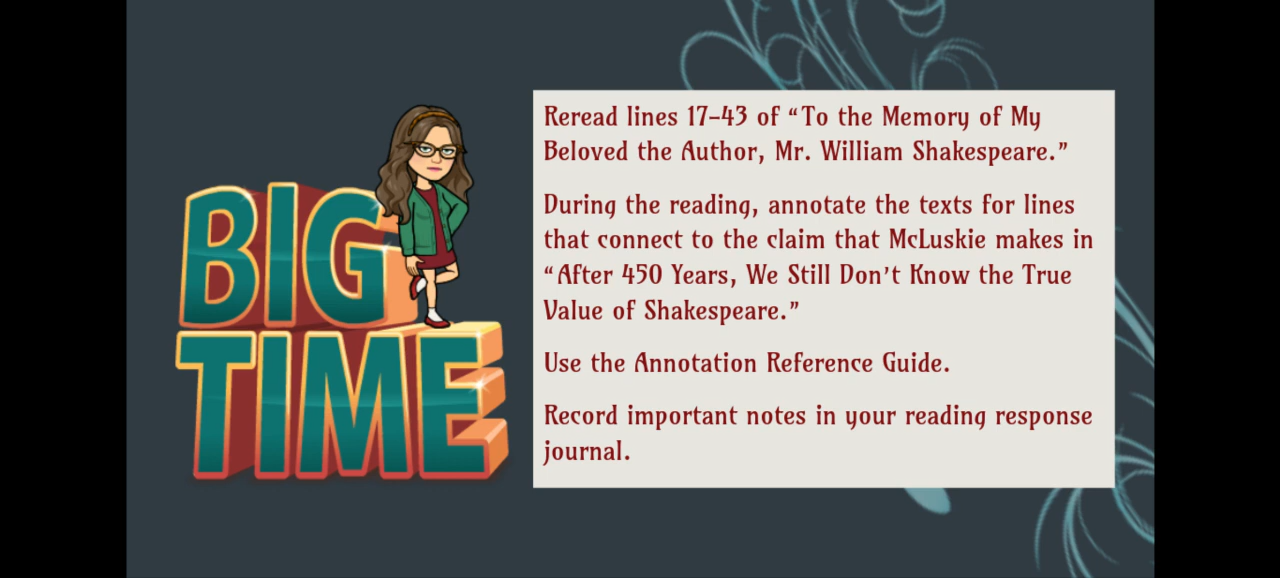 BIG
TIME
Reread lines 17-43 of “To the Memory of My
Beloved the Author, Mr. William Shakespeare.”
During the reading, annotate the texts for lines
that connect to the claim that McLuskie makes in
“After 450 Years, We Still Don’t Know the True
Value of Shakespeare.”
Use the Annotation Reference Guide.
Record important notes in your reading response
journal.